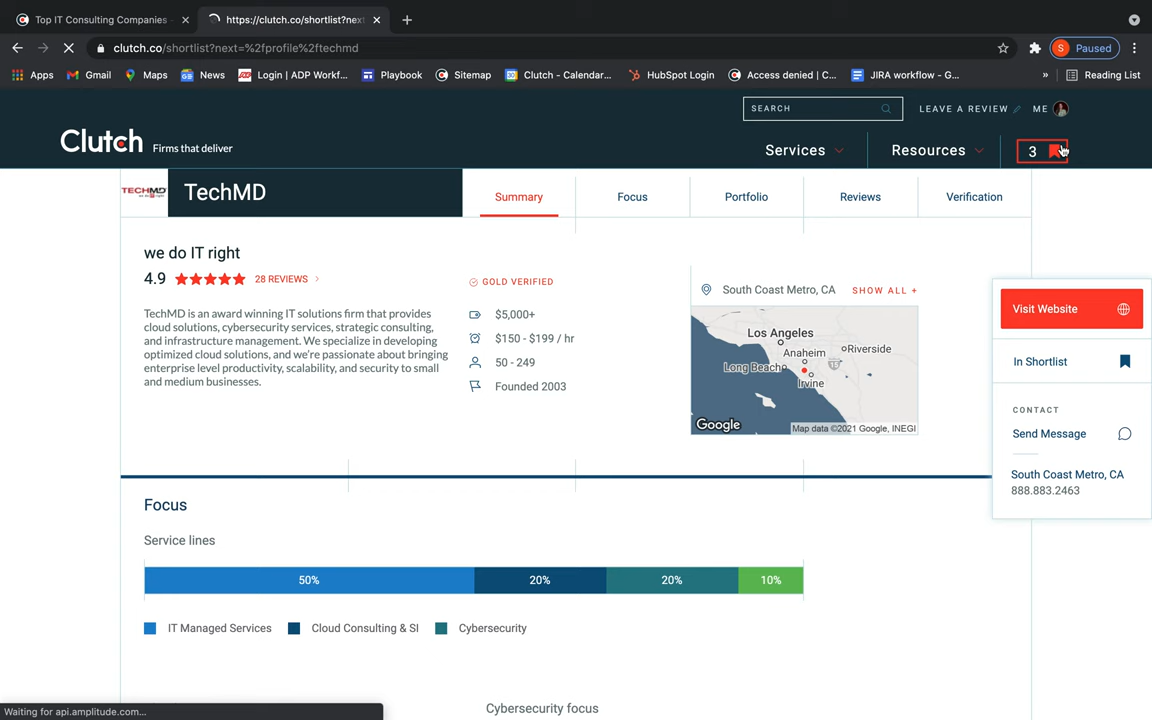 Top IT Consulting Companies
https://clutch.co/shortlist?nex
clutch.co/shortlist?next=%2fprofile%2ftechmd
S Paused
Apps Gmail Maps News Login | ADP Workf... Playbook Sitemap Clutch - Calendar... HubSpot Login Access denied | C... JIRA workflow - G... » Reading List
SEARCH LEAVE A REVIEW ME
Clutch Firms that deliver
Services Resources 3
TECHMD
we do IT right
TechMD Summary Focus Portfolio Reviews Verification
we do IT right
4.9 28 REVIEWS
TechMD is an award winning IT solutions firm that provides
cloud solutions, cybersecurity services, strategic consulting,
and infrastructure management. We specialize in developing
optimized cloud solutions, and we're passionate about bringing
enterprise level productivity, scalability, and security to small
and medium businesses.
GOLD VERIFIED
$5,000+
$150 - $199 / hr
50 - 249
Founded 2003
South Coast Metro, CA SHOW ALL +
Los Angeles
Anaheim
Riverside
Long Beach
15
Irvine
Google Map data ©2021 Google, INEGI
Visit Website
In Shortlist
CONTACT
Send Message
South Coast Metro, CA
888.883.2463
Focus
Service lines
50% 20% 20% 10%
IT Managed Services Cloud Consulting & SI Cybersecurity
Cybersecurity focus
Waiting for api.amplitude.com...